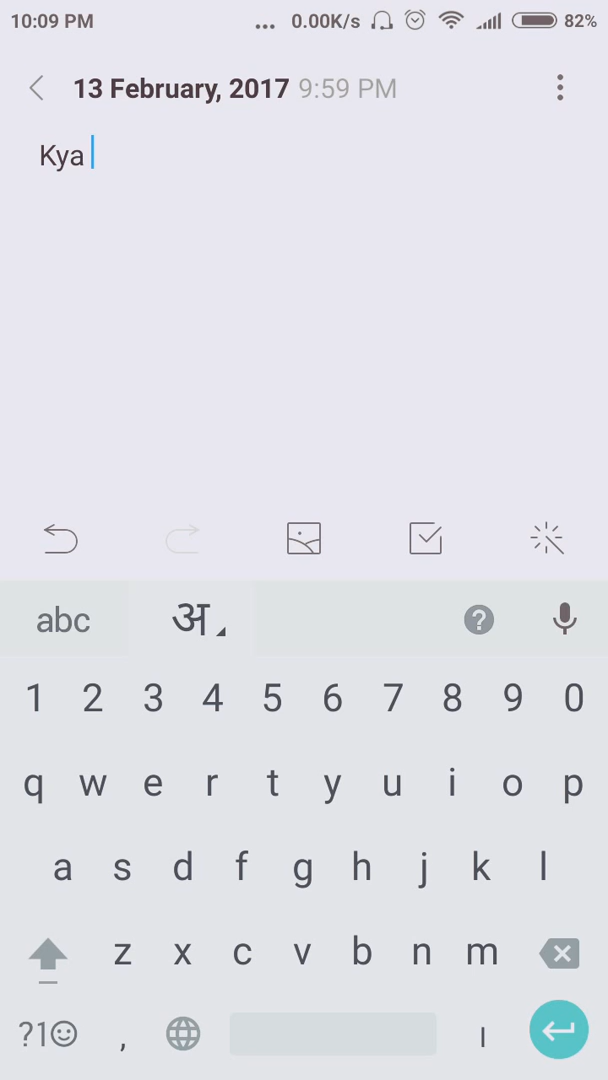 10:09 PM ... 0.00K/s 82%
13 February, 2017 9:59 PM
Kya
abc अ ?
1 2 3 4 5 6 7 8 9 0
q w e r t y u i o p
a s d f g h j k l
z x c v b n m
?1☺ , ।